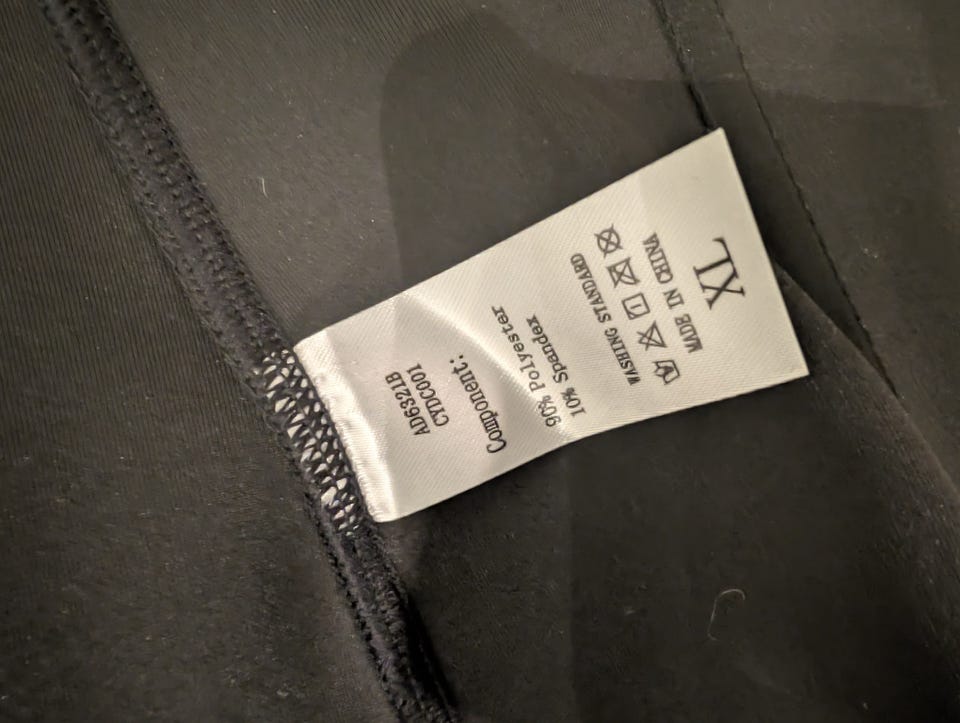 AD6321B
CYDC001
Component:
90% Polyester
10% Spandex
WASHING STANDARD
MADE IN CHINA
XL